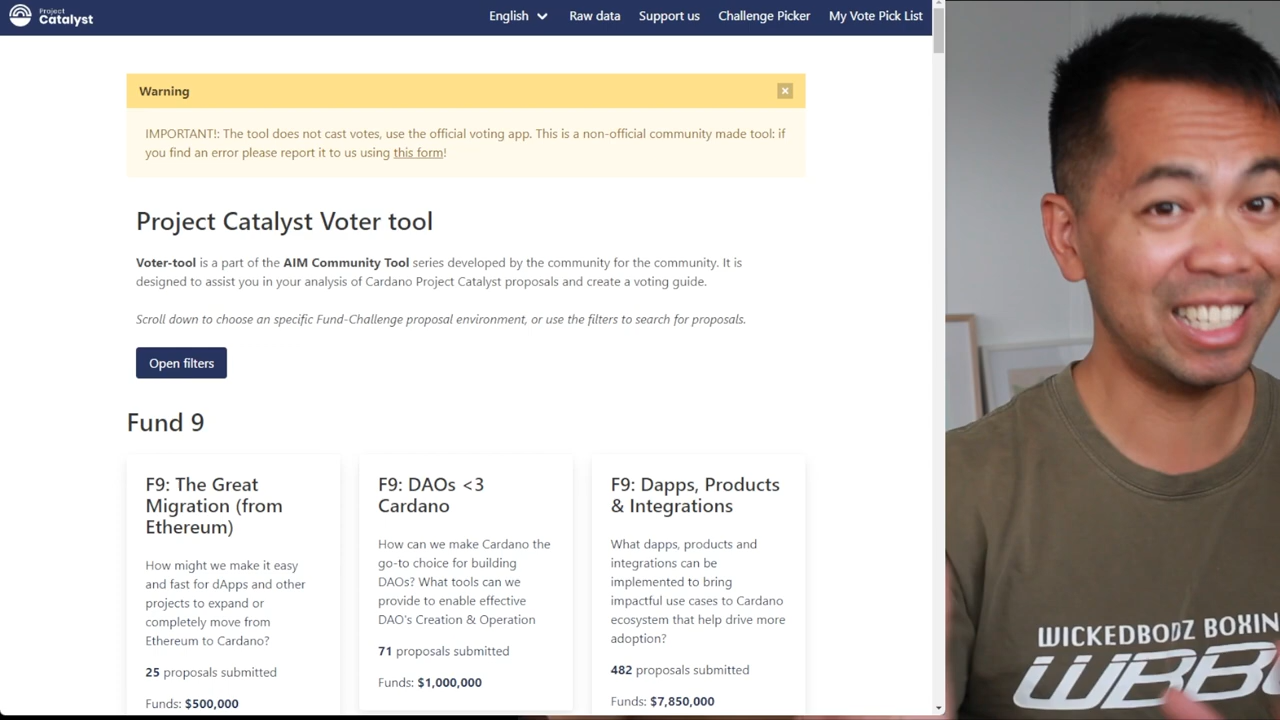 Project
Catalyst
English
Raw data
Support us
Challenge Picker
My Vote Pick List
Warning
IMPORTANT!: The tool does not cast votes, use the official voting app. This is a non-official community made tool: if
you find an error please report it to us using this form!
Project Catalyst Voter tool
Voter-tool is a part of the AIM Community Tool series developed by the community for the community. It is
designed to assist you in your analysis of Cardano Project Catalyst proposals and create a voting guide.
Scroll down to choose an specific Fund-Challenge proposal environment, or use the filters to search for proposals.
Open filters
Fund 9
F9: The Great
Migration (from
Ethereum)
How might we make it easy
and fast for dApps and other
projects to expand or
completely move from
Ethereum to Cardano?
25 proposals submitted
Funds: $500,000
F9: DAOs <3
Cardano
How can we make Cardano the
go-to choice for building
DAOs? What tools can we
provide to enable effective
DAO's Creation & Operation
71 proposals submitted
Funds: $1,000,000
F9: Dapps, Products
& Integrations
What dapps, products and
integrations can be
implemented to bring
impactful use cases to Cardano
ecosystem that help drive more
adoption?
482 proposals submitted
Funds: $7,850,000
WICKEDBODZ BOXIN